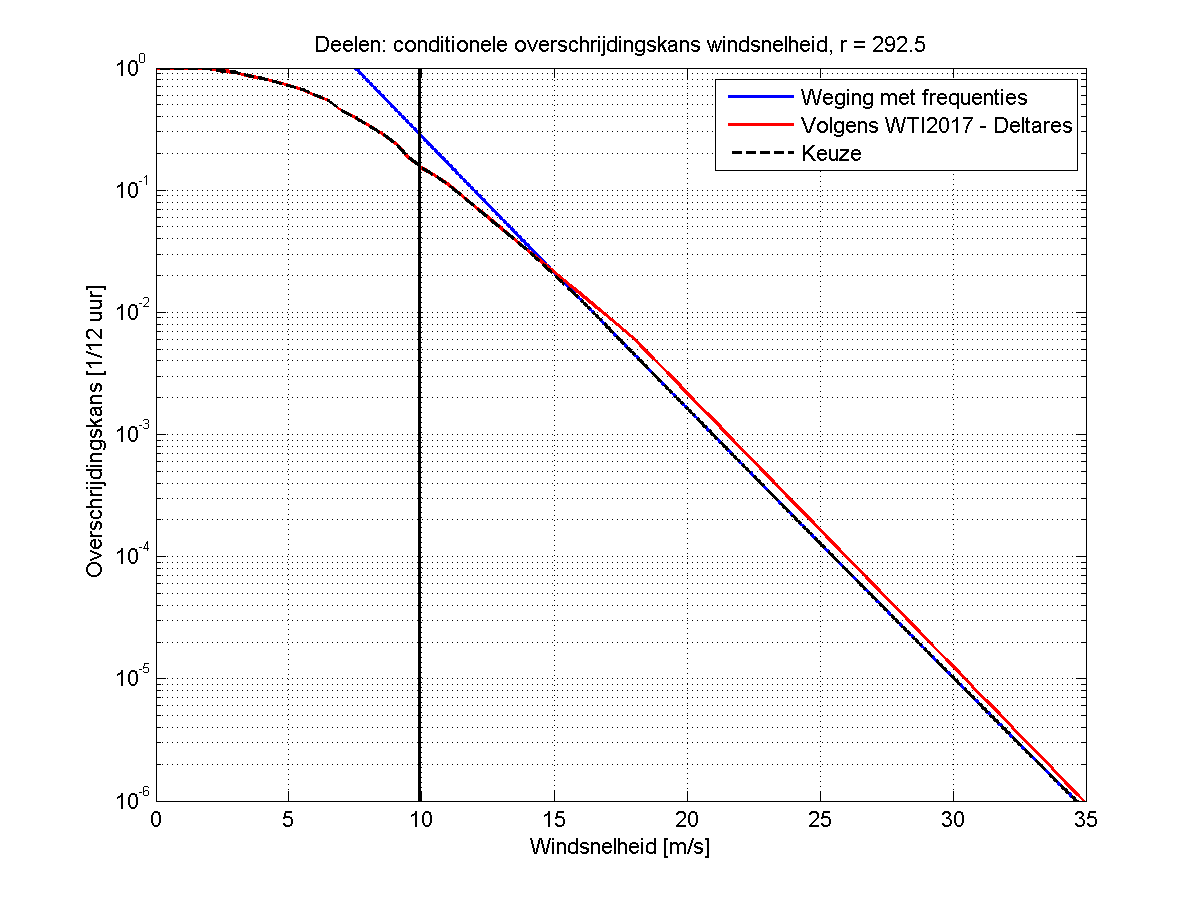 Deelen: conditionele overschrijdingskans windsnelheid, r = 292.5
Weging met frequenties
Volgens WTI2017 - Deltares
Keuze
Overschrijdingskans [1/12 uur]
10^0
10^-1
10^-2
10^-3
10^-4
10^-5
10^-6
0 5 10 15 20 25 30 35
Windsnelheid [m/s]